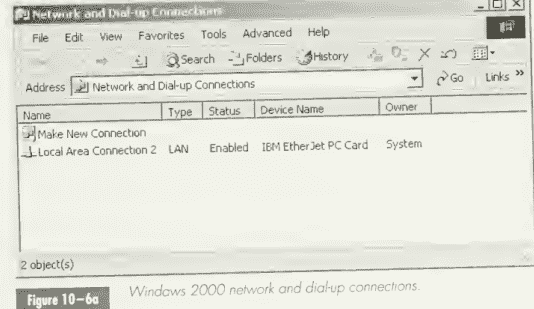 Network and Dial-up Connections
File Edit View Favorites Tools Advanced Help
Search Folders History
Address Network and Dial-up Connections Go Links »
Name Type Status Device Name Owner
Make New Connection
Local Area Connection 2 LAN Enabled IBM EtherJet PC Card System
2 object(s)
Figure 10–6a Windows 2000 network and dial-up connections.